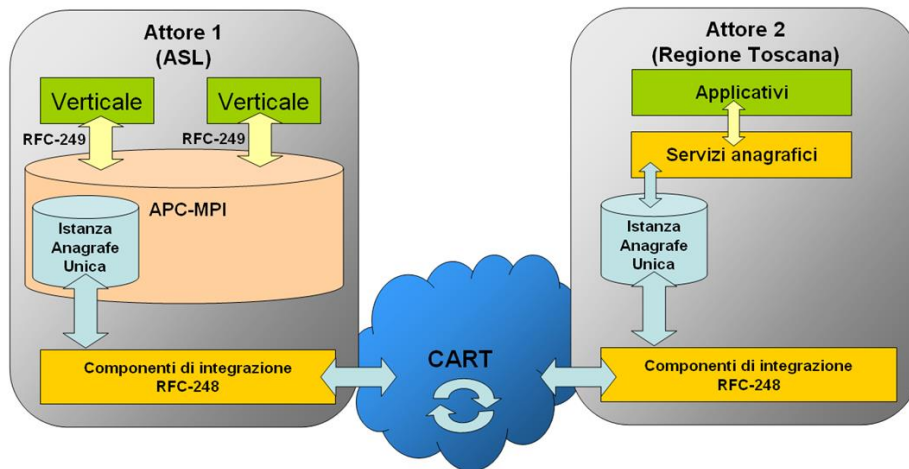 Attore 1
(ASL)
Verticale
Verticale
RFC-249
RFC-249
APC-MPI
Istanza
Anagrafe
Unica
Componenti di integrazione
RFC-248
CART
Attore 2
(Regione Toscana)
Applicativi
Servizi anagrafici
Istanza
Anagrafe
Unica
Componenti di integrazione
RFC-248